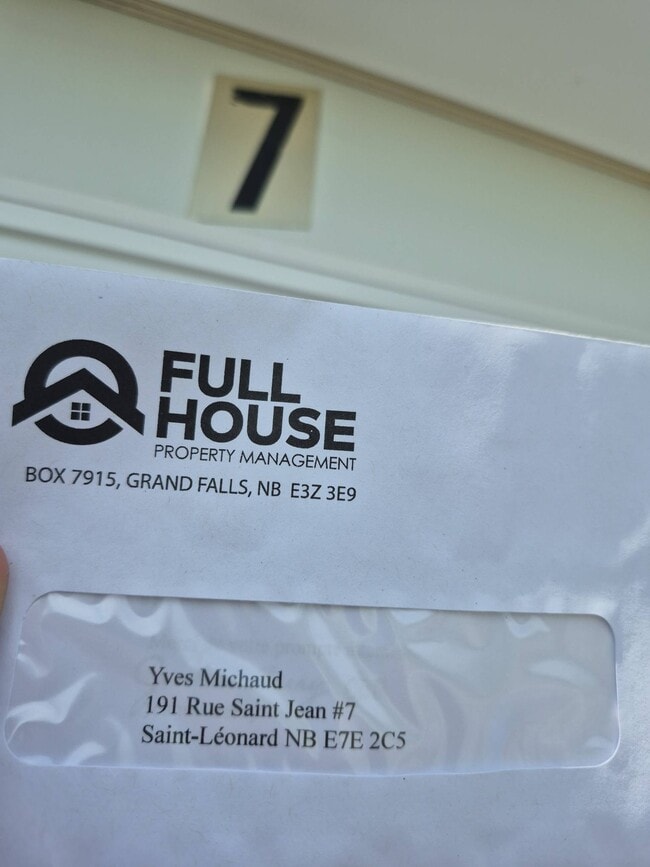 7
FULL
HOUSE
PROPERTY MANAGEMENT
BOX 7915, GRAND FALLS, NB E3Z 3E9
Yves Michaud
191 Rue Saint Jean #7
Saint-Léonard NB E7E 2C5